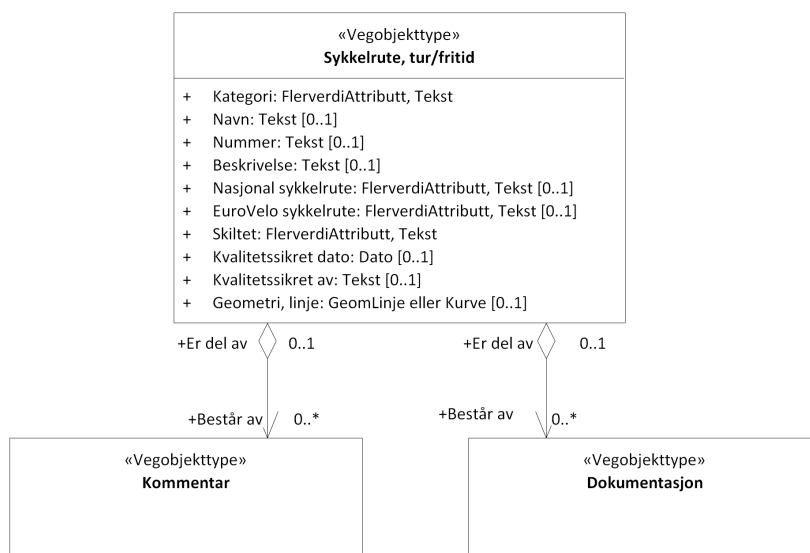 «Vegobjekttype»
Sykkelrute, tur/fritid
+ Kategori: FlerverdiAttributt, Tekst
+ Navn: Tekst [0..1]
+ Nummer: Tekst [0..1]
+ Beskrivelse: Tekst [0..1]
+ Nasjonal sykkelrute: FlerverdiAttributt, Tekst [0..1]
+ EuroVelo sykkelrute: FlerverdiAttributt, Tekst [0..1]
+ Skiltet: FlerverdiAttributt, Tekst
+ Kvalitetssikret dato: Dato [0..1]
+ Kvalitetssikret av: Tekst [0..1]
+ Geometri, linje: GeomLinje eller Kurve [0..1]
+Er del av 0..1 +Er del av 0..1
+Består av 0..* +Består av 0..*
«Vegobjekttype» «Vegobjekttype»
Kommentar Dokumentasjon